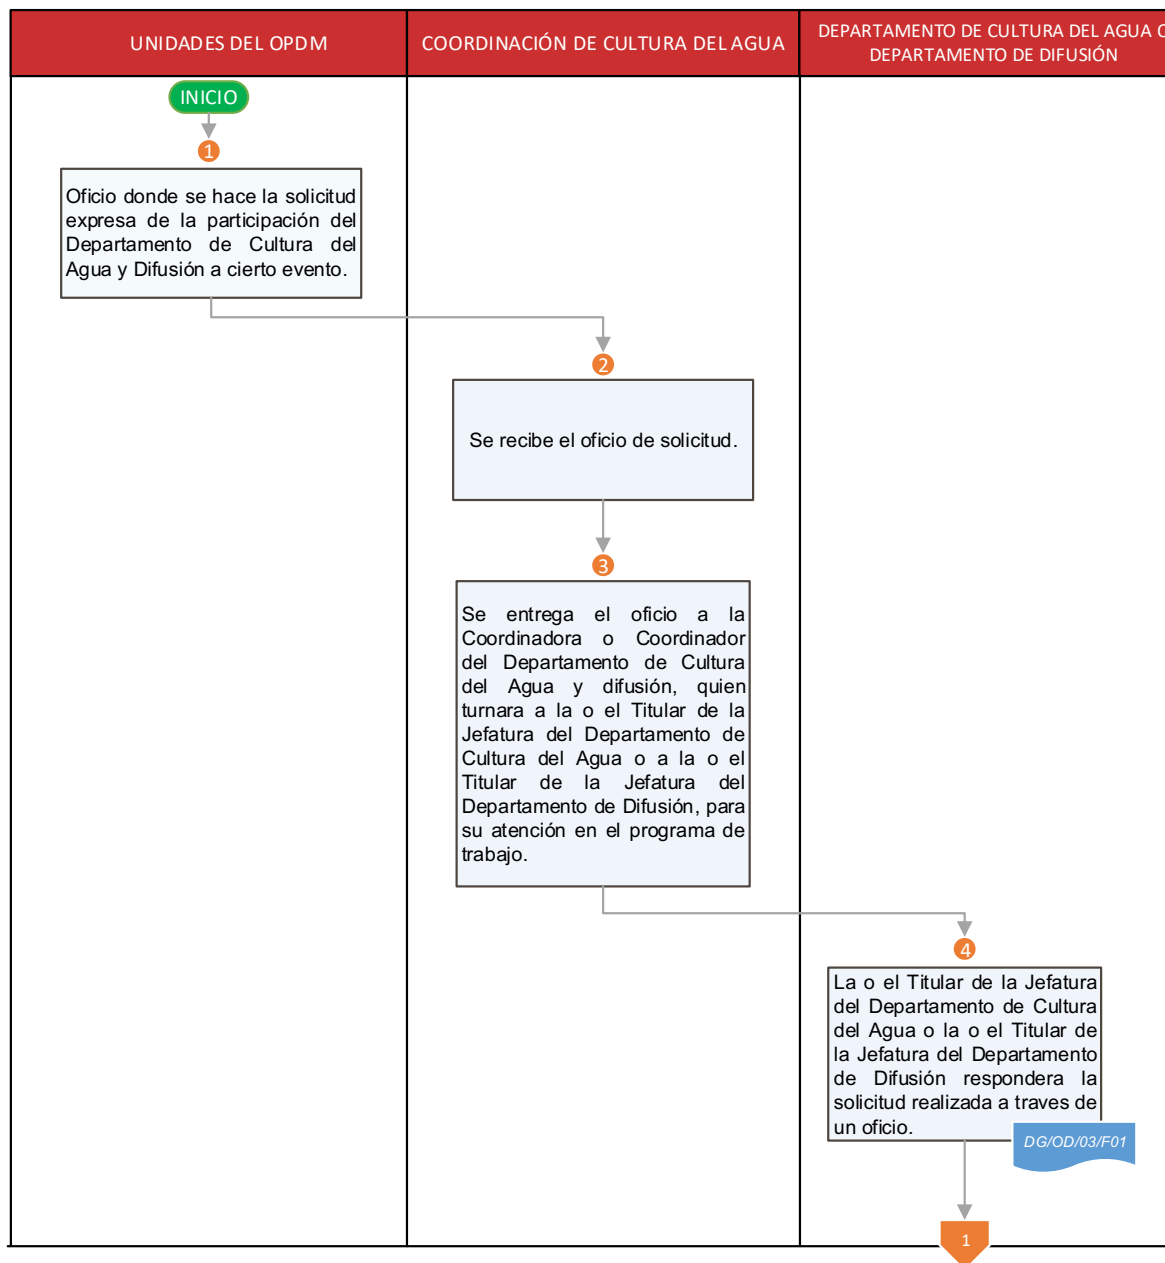 UNIDADES DEL OPDM
COORDINACIÓN DE CULTURA DEL AGUA
DEPARTAMENTO DE CULTURA DEL AGUA O
DEPARTAMENTO DE DIFUSIÓN
INICIO
1
Oficio donde se hace la solicitud
expresa de la participación del
Departamento de Cultura del
Agua y Difusión a cierto evento.
2
Se recibe el oficio de solicitud.
3
Se entrega el oficio a la
Coordinadora o Coordinador
del Departamento de Cultura
del Agua y difusión, quien
turnara a la o el Titular de la
Jefatura del Departamento de
Cultura del Agua o a la o el
Titular de la Jefatura del
Departamento de Difusión, para
su atención en el programa de
trabajo.
4
La o el Titular de la Jefatura
del Departamento de Cultura
del Agua o la o el Titular de
la Jefatura del Departamento
de Difusión respondera la
solicitud realizada a traves de
un oficio.
DG/OD/03/F01
1